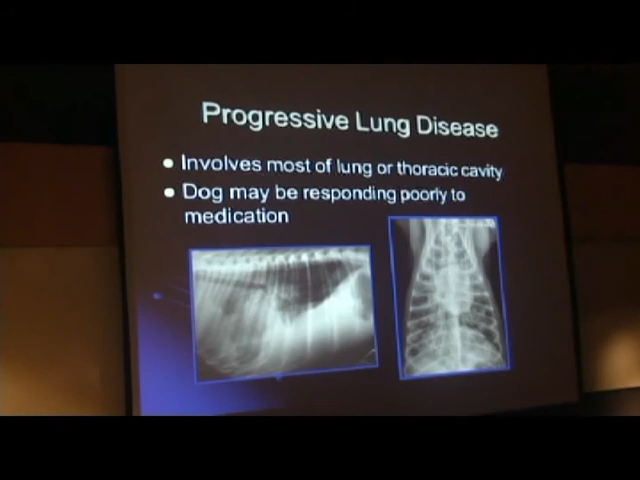 Progressive Lung Disease
Involves most of lung or thoracic cavity
Dog may be responding poorly to
medication